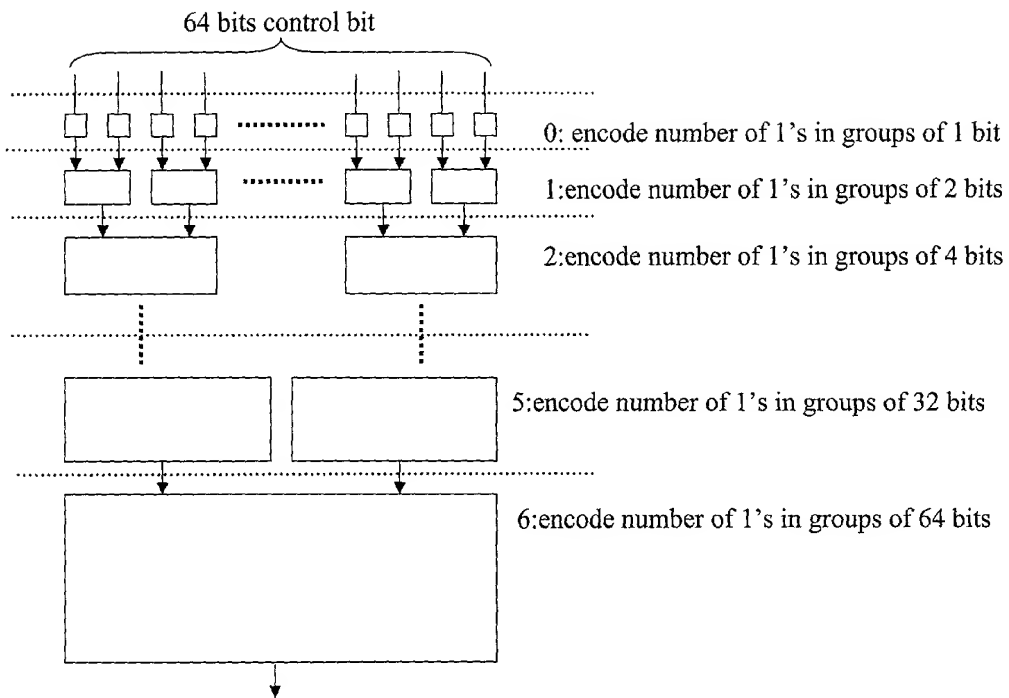 64 bits control bit
0: encode number of 1's in groups of 1 bit
1:encode number of 1's in groups of 2 bits
2:encode number of 1's in groups of 4 bits
5:encode number of 1's in groups of 32 bits
6:encode number of 1's in groups of 64 bits